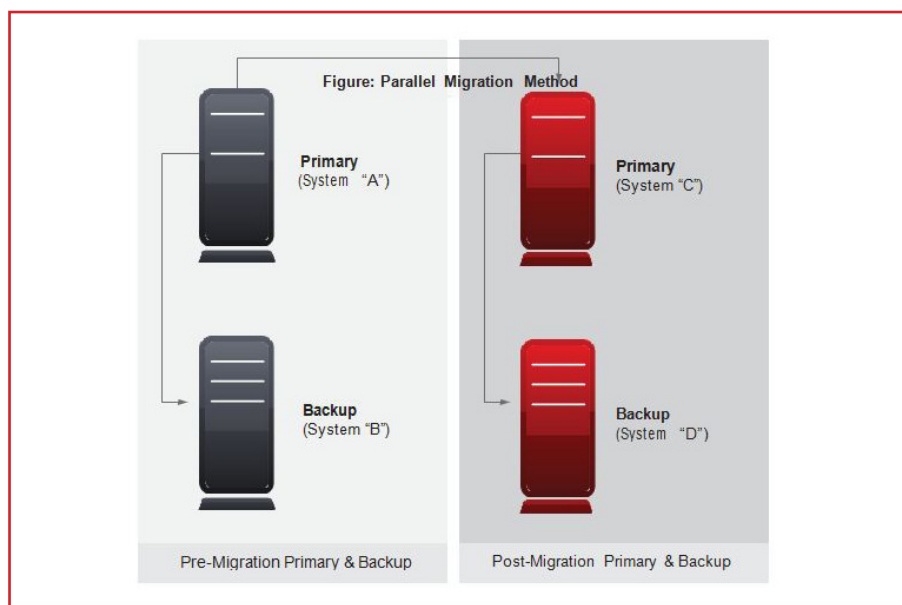 Figure: Parallel Migration Method
Primary
(System "A")
Primary
(System “C”)
Backup
(System “B”)
Backup
(System “D”)
Pre-Migration Primary & Backup
Post-Migration Primary & Backup